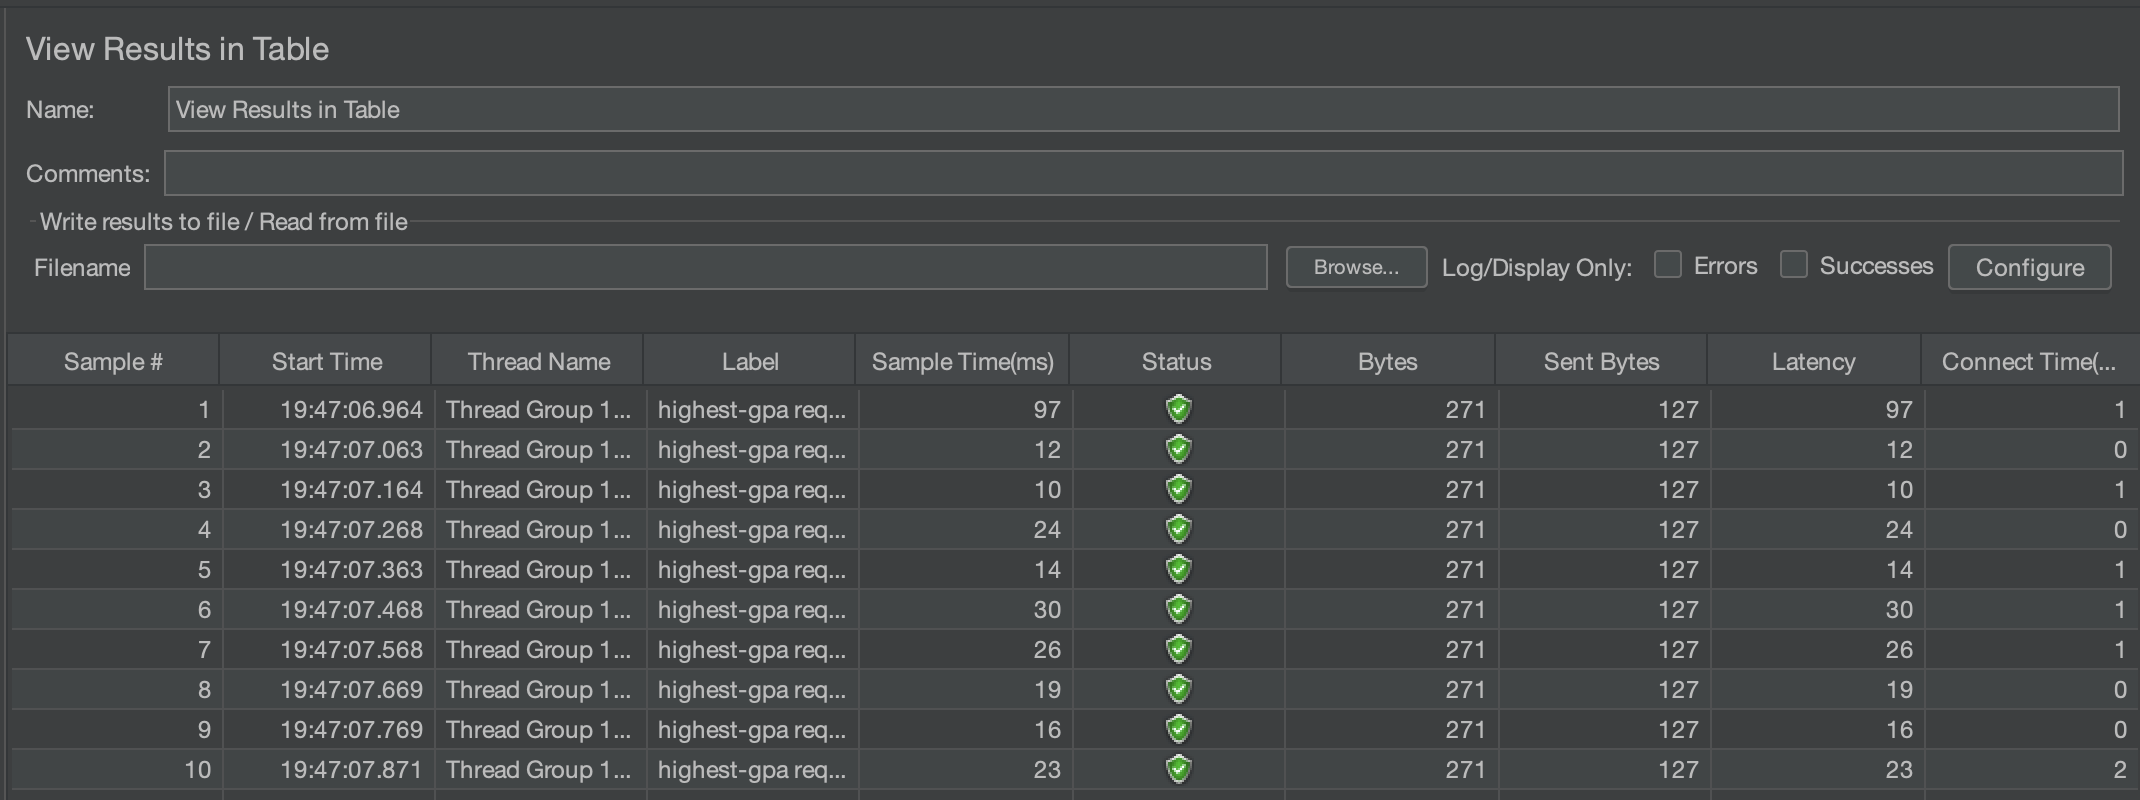 View Results in Table
Name: View Results in Table
Comments:
Write results to file / Read from file
Filename Browse... Log/Display Only: Errors Successes Configure
Sample # Start Time Thread Name Label Sample Time(ms) Status Bytes Sent Bytes Latency Connect Time(...
1 19:47:06.964 Thread Group 1... highest-gpa req... 97 271 127 97 1
2 19:47:07.063 Thread Group 1... highest-gpa req... 12 271 127 12 0
3 19:47:07.164 Thread Group 1... highest-gpa req... 10 271 127 10 1
4 19:47:07.268 Thread Group 1... highest-gpa req... 24 271 127 24 0
5 19:47:07.363 Thread Group 1... highest-gpa req... 14 271 127 14 1
6 19:47:07.468 Thread Group 1... highest-gpa req... 30 271 127 30 1
7 19:47:07.568 Thread Group 1... highest-gpa req... 26 271 127 26 1
8 19:47:07.669 Thread Group 1... highest-gpa req... 19 271 127 19 0
9 19:47:07.769 Thread Group 1... highest-gpa req... 16 271 127 16 0
10 19:47:07.871 Thread Group 1... highest-gpa req... 23 271 127 23 2